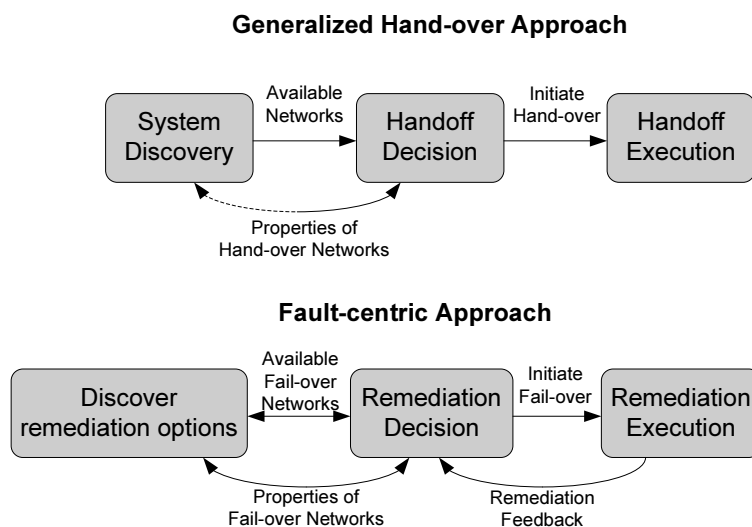 Generalized Hand-over Approach
Available
Networks
Initiate
Hand-over
System
Discovery
Handoff
Decision
Handoff
Execution
Properties of
Hand-over Networks
Fault-centric Approach
Available
Fail-over
Networks
Initiate
Fail-over
Discover
remediation options
Remediation
Decision
Remediation
Execution
Properties of
Fail-over Networks
Remediation
Feedback